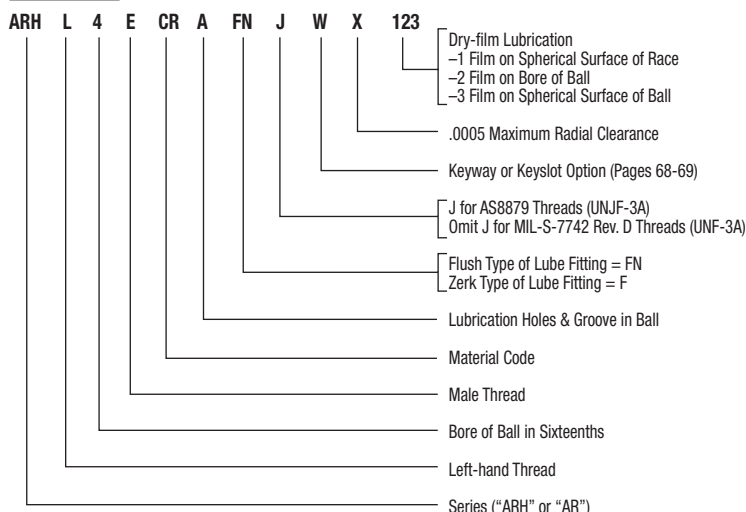 ARH L 4 E CR A FN J W X 123
Dry-film Lubrication
–1 Film on Spherical Surface of Race
–2 Film on Bore of Ball
–3 Film on Spherical Surface of Ball
.0005 Maximum Radial Clearance
Keyway or Keyslot Option (Pages 68-69)
J for AS8879 Threads (UNJF-3A)
Omit J for MIL-S-7742 Rev. D Threads (UNF-3A)
Flush Type of Lube Fitting = FN
Zerk Type of Lube Fitting = F
Lubrication Holes & Groove in Ball
Material Code
Male Thread
Bore of Ball in Sixteenths
Left-hand Thread
Series ("ARH" or "AR")